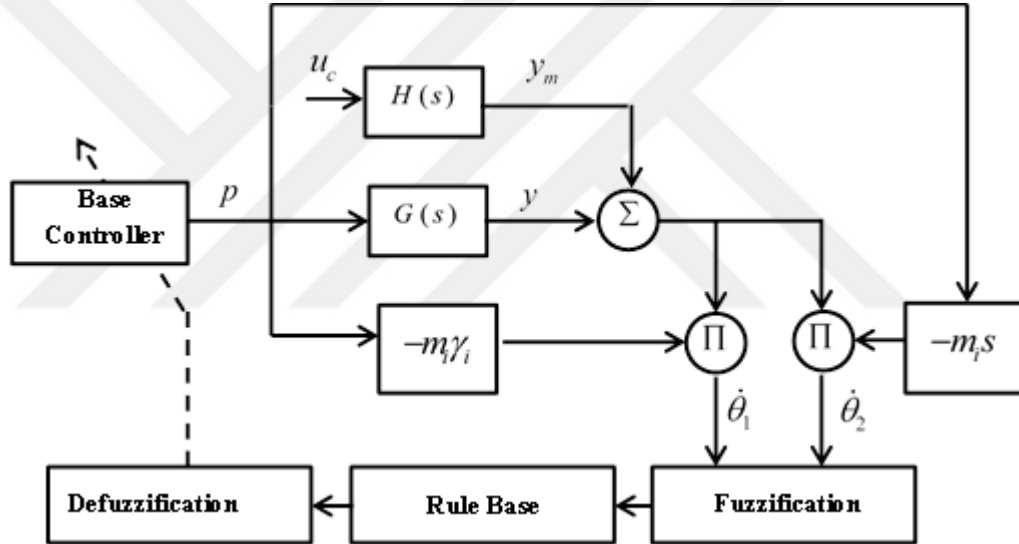 u_c
H(s)
y_m
Base
Controller
p
G(s)
y
Σ
−m_iγ_i
Π
Π
−m_i s
θ̇_1
θ̇_2
Defuzzification
Rule Base
Fuzzification